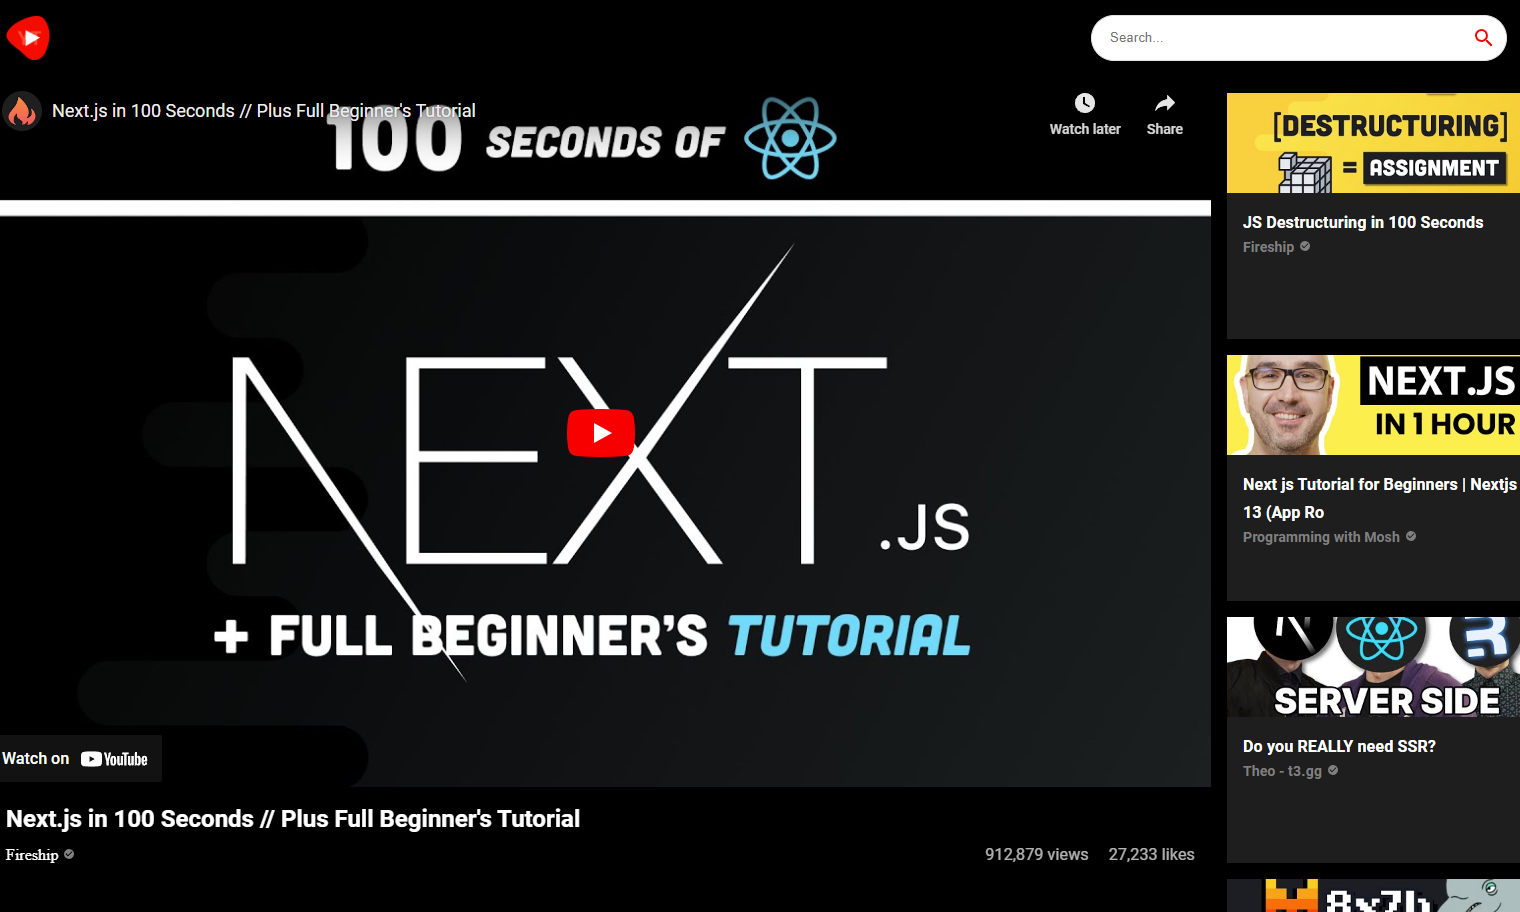 Search...
Next.js in 100 Seconds // Plus Full Beginner's Tutorial
Watch later
Share
100 SECONDS OF
NEXT
.JS
+ FULL BEGINNER'S TUTORIAL
Watch on YouTube
Next.js in 100 Seconds // Plus Full Beginner's Tutorial
Fireship
912,879 views 27,233 likes
[DESTRUCTURING]
= ASSIGNMENT
JS Destructuring in 100 Seconds
Fireship
NEXT.JS
IN 1 HOUR
Next js Tutorial for Beginners | Nextjs
13 (App Ro
Programming with Mosh
SERVER SIDE
Do you REALLY need SSR?
Theo - t3.gg
8x7b